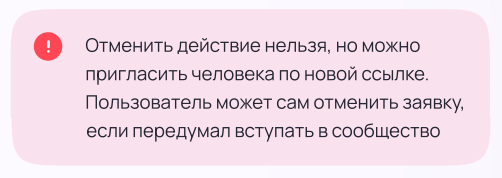 Отменить действие нельзя, но можно
пригласить человека по новой ссылке.
Пользователь может сам отменить заявку,
если передумал вступать в сообщество